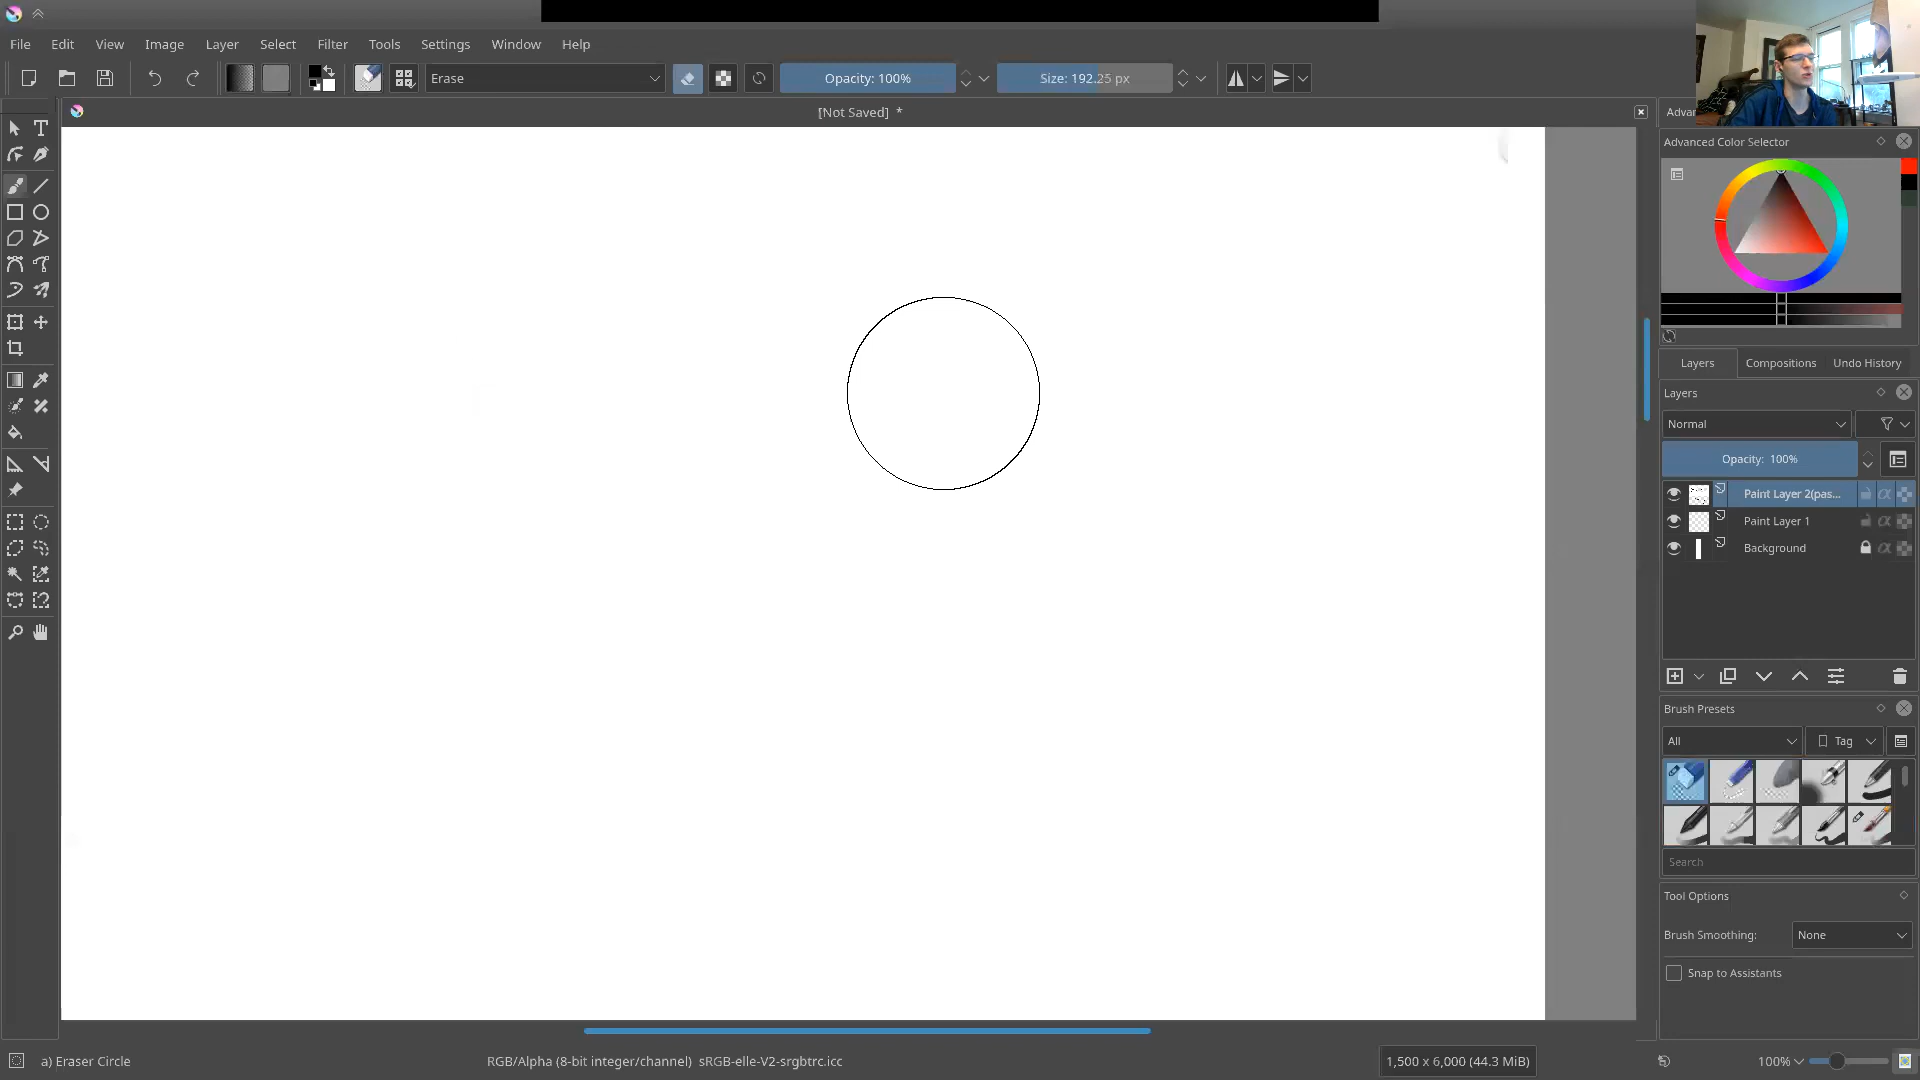 File Edit View Image Layer Select Filter Tools Settings Window Help
Erase Opacity: 100% Size: 192.25 px
[Not Saved] *
Advan
Advanced Color Selector
Layers Compositions Undo History
Layers
Normal
Opacity: 100%
Paint Layer 2(pas...
Paint Layer 1
Background
Brush Presets
All Tag
Search
Tool Options
Brush Smoothing: None
Snap to Assistants
a) Eraser Circle RGB/Alpha (8-bit integer/channel) sRGB-elle-V2-srgbtrc.icc 1,500 x 6,000 (44.3 MiB) 100%